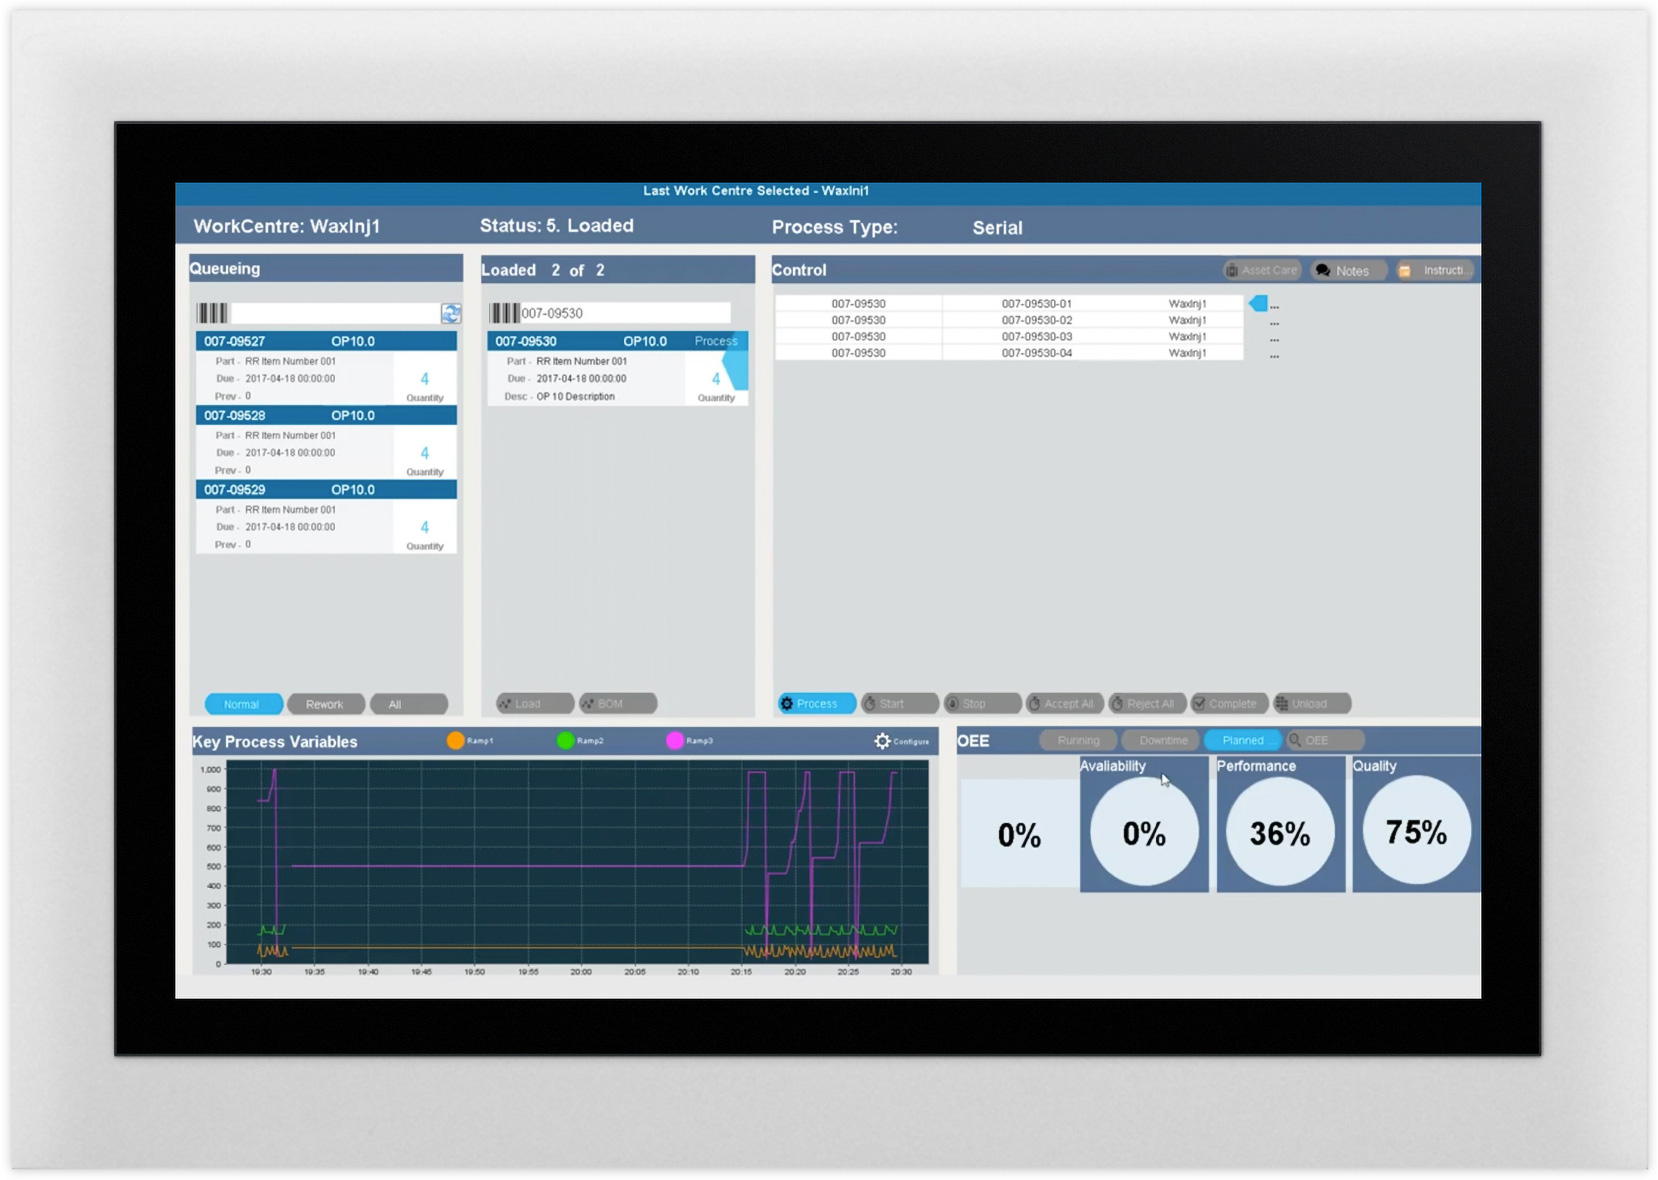 Last Work Centre Selected - WaxInj1
WorkCentre: WaxInj1 Status: 5. Loaded Process Type: Serial
Queueing
007-09527 OP10.0
Part - RR Item Number 001
Due - 2017-04-18 00:00:00
4
Prev - 0
Quantity
007-09528 OP10.0
Part - RR Item Number 001
Due - 2017-04-18 00:00:00
4
Prev - 0
Quantity
007-09529 OP10.0
Part - RR Item Number 001
Due - 2017-04-18 00:00:00
4
Prev - 0
Quantity
Normal Rework All
Loaded 2 of 2
007-09530
007-09530 OP10.0 Process
Part - RR Item Number 001
Due - 2017-04-18 00:00:00
4
Desc - OP 10 Description
Quantity
Load BOM
Control Asset Care Notes Instructi...
007-09530 007-09530-01 WaxInj1 ...
007-09530 007-09530-02 WaxInj1 ...
007-09530 007-09530-03 WaxInj1 ...
007-09530 007-09530-04 WaxInj1 ...
Process Start Stop Accept All Reject All Complete Unload
Key Process Variables Ramp1 Ramp2 Ramp3 Configure
1,000
900
800
700
600
500
400
300
200
100
0
19:30 19:35 19:40 19:45 19:50 19:55 20:00 20:05 20:10 20:15 20:20 20:25 20:30
OEE Running Downtime Planned ... OEE
Avaliability Performance Quality
0% 0% 36% 75%